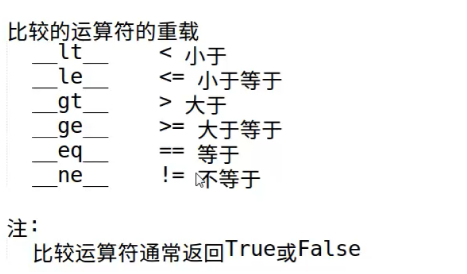 比较的运算符的重载
__lt__ < 小于
__le__ <= 小于等于
__gt__ > 大于
__ge__ >= 大于等于
__eq__ == 等于
__ne__ != 不等于
注:
比较运算符通常返回True或False